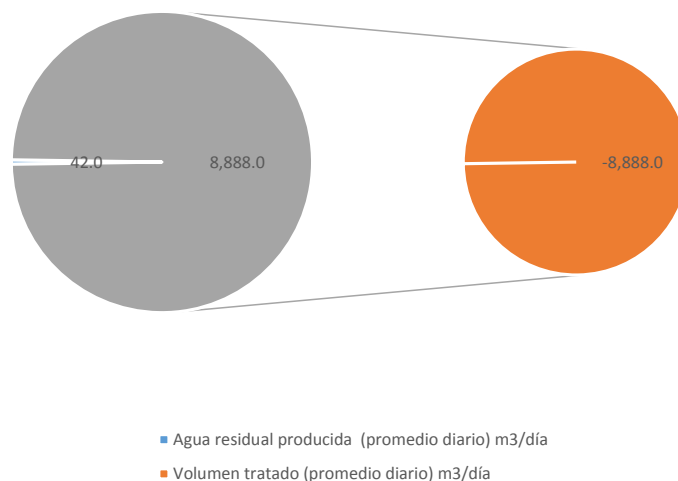 42.0
8,888.0
-8,888.0
Agua residual producida (promedio diario) m3/día
Volumen tratado (promedio diario) m3/día